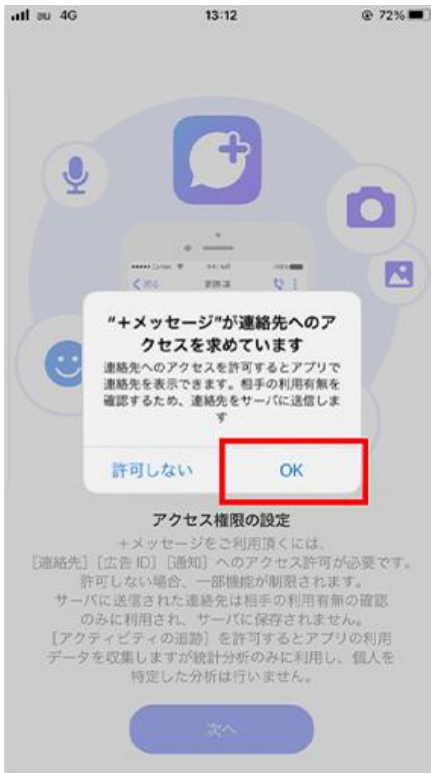 au 4G 13:12 72%
"+メッセージ"が連絡先へのア
クセスを求めています
連絡先へのアクセスを許可するとアプリで
連絡先を表示できます。相手の利用有無を
確認するため、連絡先をサーバに送信しま
す
許可しない OK
アクセス権限の設定
+メッセージをご利用頂くには、
[連絡先] [広告 ID] [通知] へのアクセス許可が必要です。
許可しない場合、一部機能が制限されます。
サーバに送信された連絡先は相手の利用有無の確認
のみに利用され、サーバに保存されません。
[アクティビティの追跡] を許可するとアプリの利用
データを収集しますが統計分析のみに利用し、個人を
特定した分析は行いません。
次へ